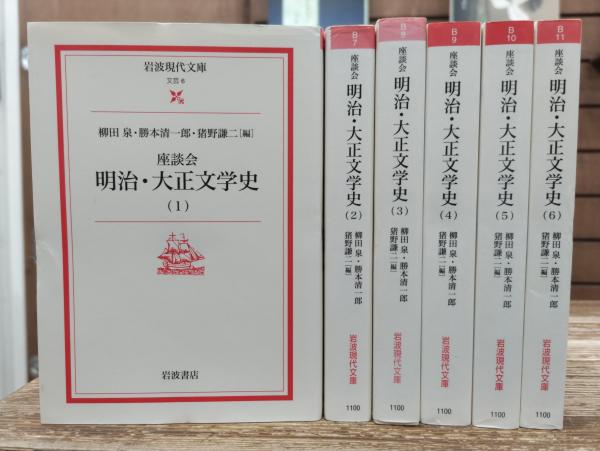 岩波現代文庫
文芸 6
柳田 泉・勝本清一郎・猪野謙二[編]
座談会
明治・大正文学史
(1)
岩波書店
B
7
座談会
明治・大正文学史
(2)
柳田 泉・勝本清一郎
猪野謙二[編]
岩波現代文庫
1100
B
8
座談会
明治・大正文学史
(3)
柳田 泉・勝本清一郎
猪野謙二[編]
岩波現代文庫
1100
B
9
座談会
明治・大正文学史
(4)
柳田 泉・勝本清一郎
猪野謙二[編]
岩波現代文庫
1100
B
10
座談会
明治・大正文学史
(5)
柳田 泉・勝本清一郎
猪野謙二[編]
岩波現代文庫
1100
B
11
座談会
明治・大正文学史
(6)
柳田 泉・勝本清一郎
猪野謙二[編]
岩波現代文庫
1100